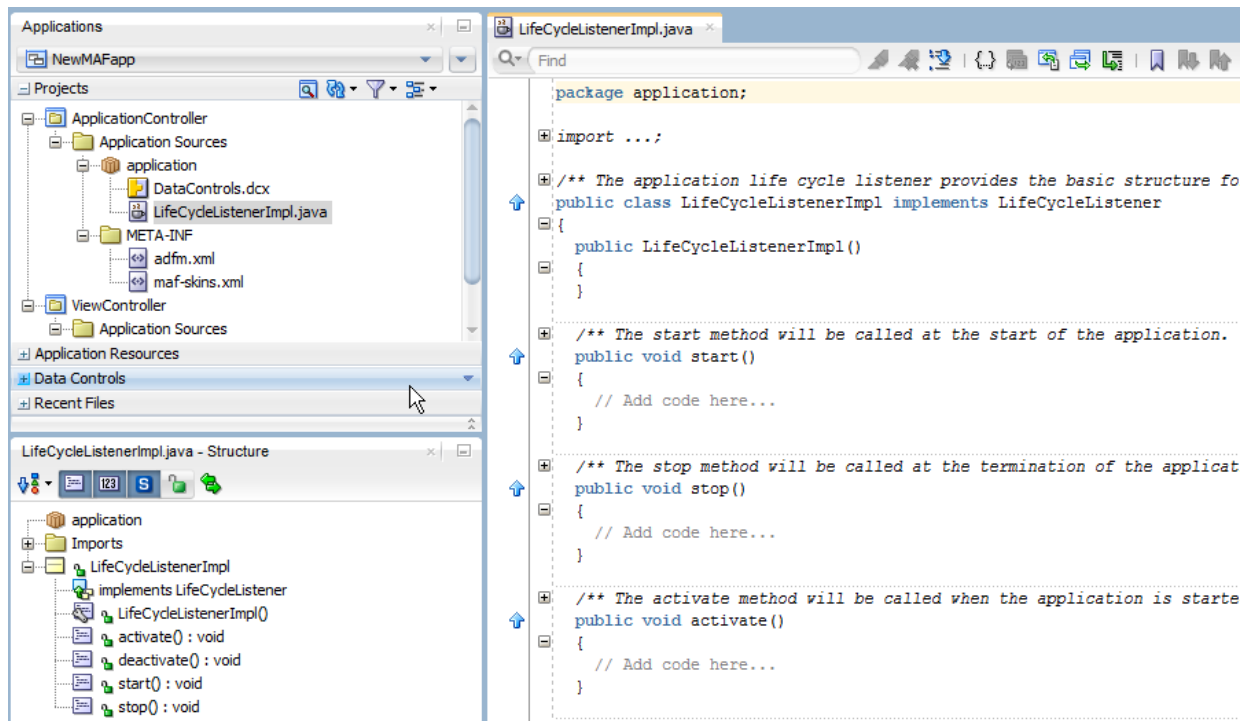 Applications
NewMAFapp
Projects
ApplicationController
Application Sources
application
DataControls.dcx
LifeCycleListenerImpl.java
META-INF
adfm.xml
maf-skins.xml
ViewController
Application Sources
Application Resources
Data Controls
Recent Files
LifeCycleListenerImpl.java - Structure
123
S
application
Imports
LifeCycleListenerImpl
implements LifeCycleListener
LifeCycleListenerImpl()
activate() : void
deactivate() : void
start() : void
stop() : void
LifeCycleListenerImpl.java
Find
package application;
import ...;
/** The application life cycle listener provides the basic structure fo
public class LifeCycleListenerImpl implements LifeCycleListener
{
public LifeCycleListenerImpl()
{
}
/** The start method will be called at the start of the application.
public void start()
{
// Add code here...
}
/** The stop method will be called at the termination of the applicat
public void stop()
{
// Add code here...
}
/** The activate method will be called when the application is starte
public void activate()
{
// Add code here...
}